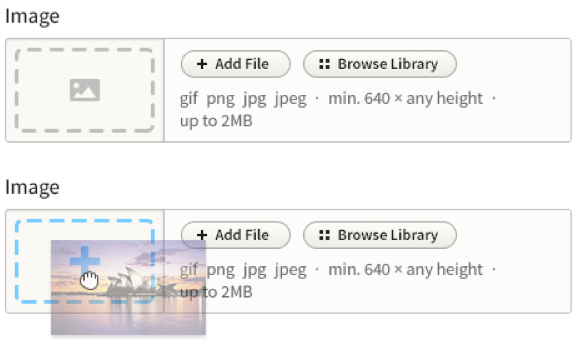 Image
+ Add File
Browse Library
gif png jpg jpeg · min. 640 × any height ·
up to 2MB
Image
+ Add File
Browse Library
gif png jpg jpeg · min. 640 × any height ·
up to 2MB